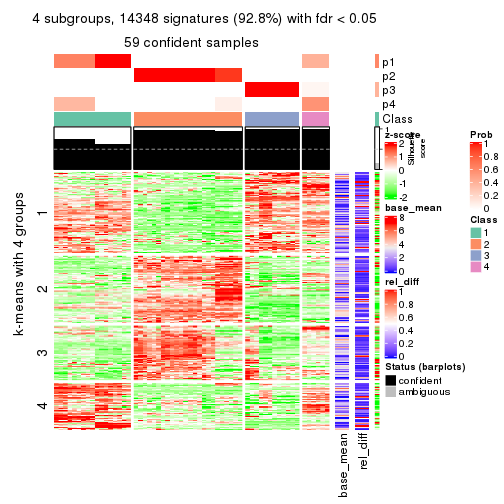 4 subgroups, 14348 signatures (92.8%) with fdr < 0.05
59 confident samples
p1
p2
p3
p4
Class
1
Silhouette
score
z-score
2
1
0
-1
-2
base_mean
8
6
4
2
0
rel_diff
1
0.8
0.6
0.4
0.2
0
Status (barplots)
confident
ambiguous
Prob
1
0.8
0.6
0.4
0.2
0
Class
1
2
3
4
k-means with 4 groups
1
2
3
4
base_mean
rel_diff